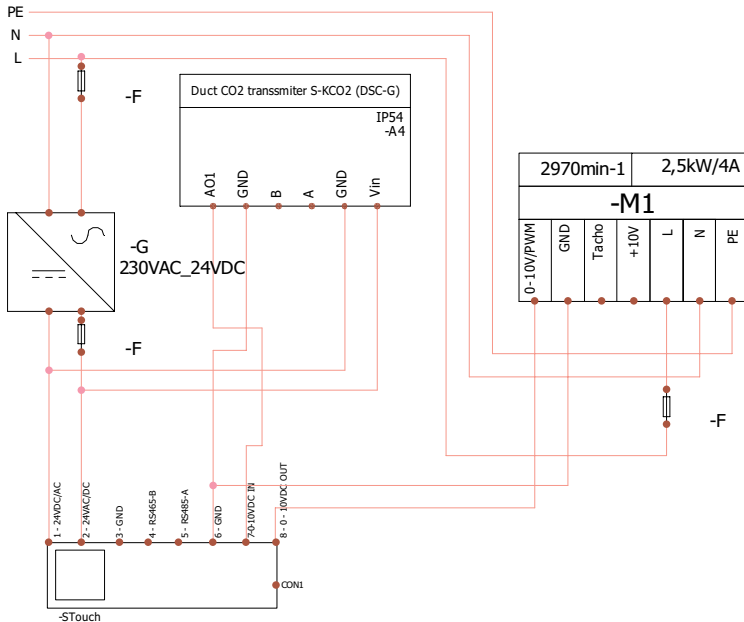 PE
N
L
-F
Duct CO2 transsmiter S-KCO2 (DSC-G)
IP54
-A4
AO1
GND
B
A
GND
Vin
2970min-1
2,5kW/4A
-M1
0-10V/PWM
GND
Tacho
+10V
L
N
PE
-G
230VAC_24VDC
-F
-F
1 - 24VDC/AC
2 - 24VAC/DC
3 - GND
4 - RS465-B
5 - RS485-A
6 - GND
7-0-10VDC IN
8 - 0 - 10VDC OUT
CON1
-STouch